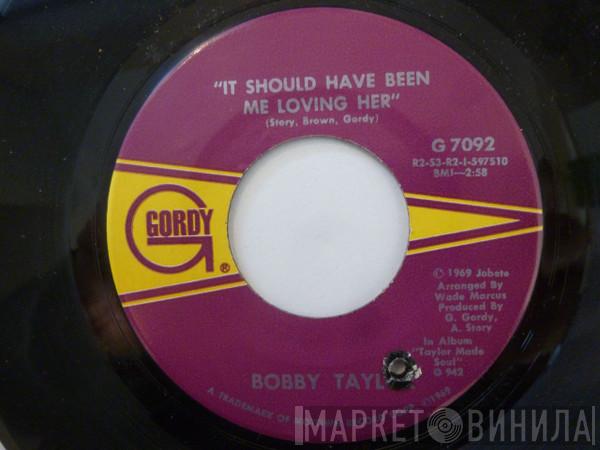 "IT SHOULD HAVE BEEN
ME LOVING HER"
(Story, Brown, Gordy)
G 7092
R2-S3-R2-I-597S10
BMI—2:58
GORDY
®
© 1969 Jobete
Arranged By
Wade Marcus
Produced By
G. Gordy,
A. Story
In Album
"Taylor Made
Soul"
G 942
BOBBY TAYL
A TRADEMARK OF
©1969
МАРКЕТ ВИНИЛА